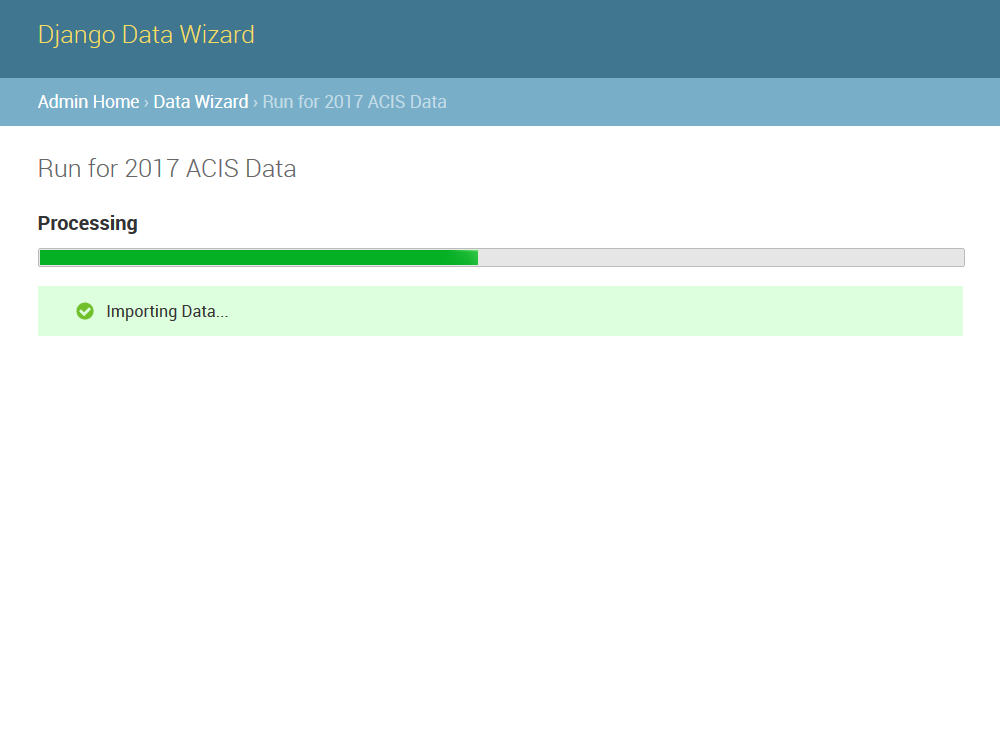 Django Data Wizard
Admin Home › Data Wizard › Run for 2017 ACIS Data
Run for 2017 ACIS Data
Processing
Importing Data...